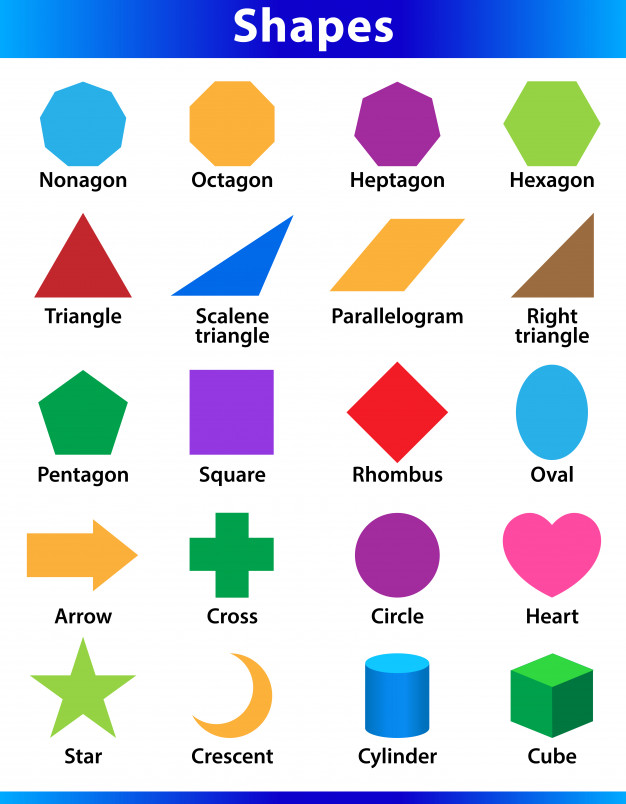 Shapes
Nonagon
Octagon
Heptagon
Hexagon
Triangle
Scalene
triangle
Parallelogram
Right
triangle
Pentagon
Square
Rhombus
Oval
Arrow
Cross
Circle
Heart
Star
Crescent
Cylinder
Cube